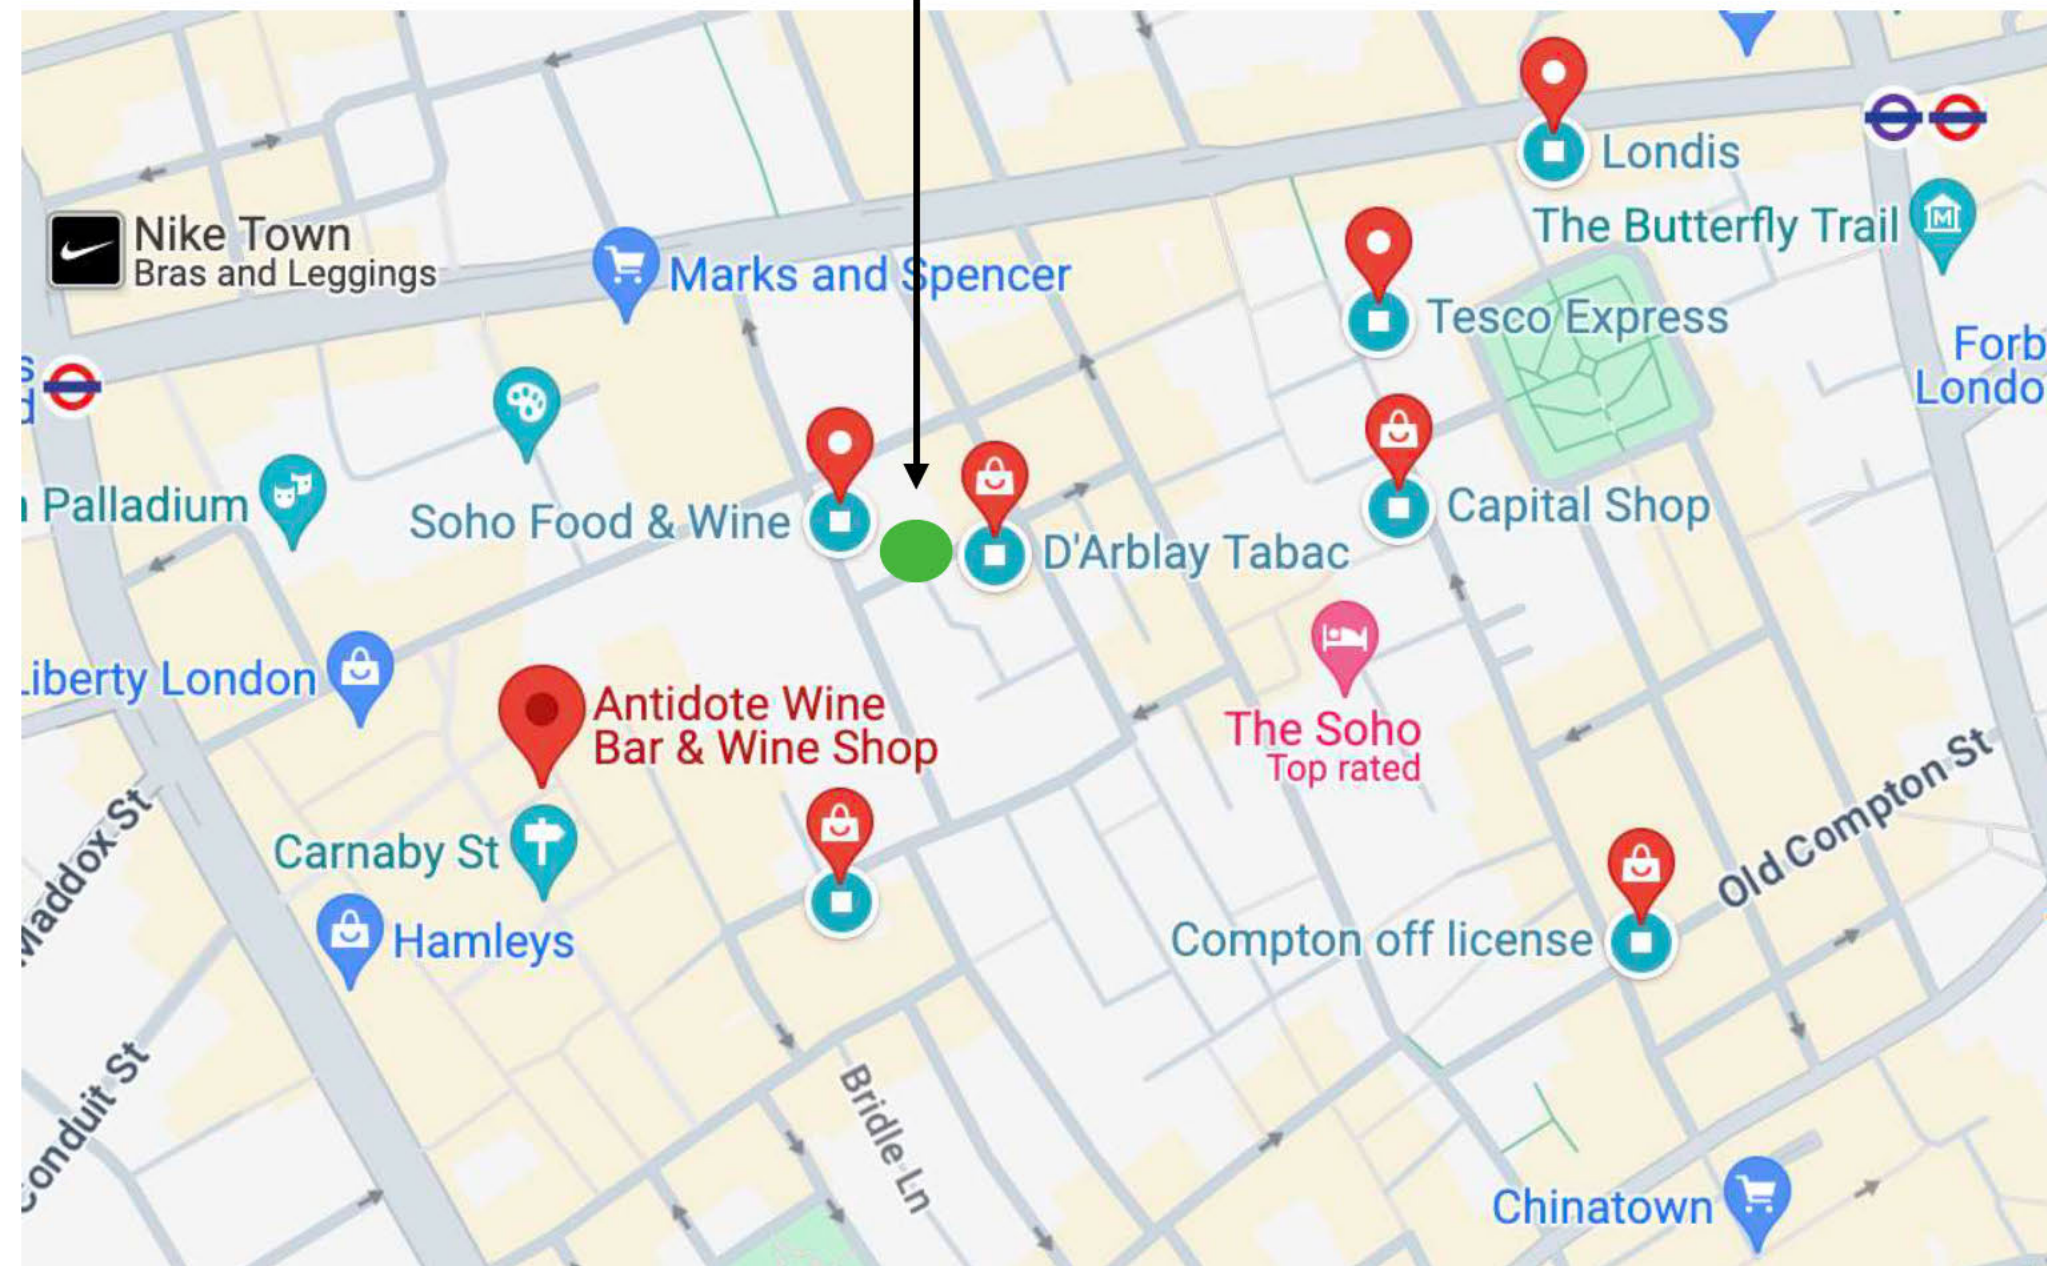 Londis
The Butterfly Trail
Nike Town
Bras and Leggings
Marks and Spencer
Tesco Express
Forb
Londo
s
d
Palladium
Soho Food & Wine
D'Arblay Tabac
Capital Shop
Liberty London
Antidote Wine
Bar & Wine Shop
The Soho
Top rated
Carnaby St
Maddox St
Hamleys
Compton off license
Old Compton St
Conduit St
Bridle Ln
Chinatown